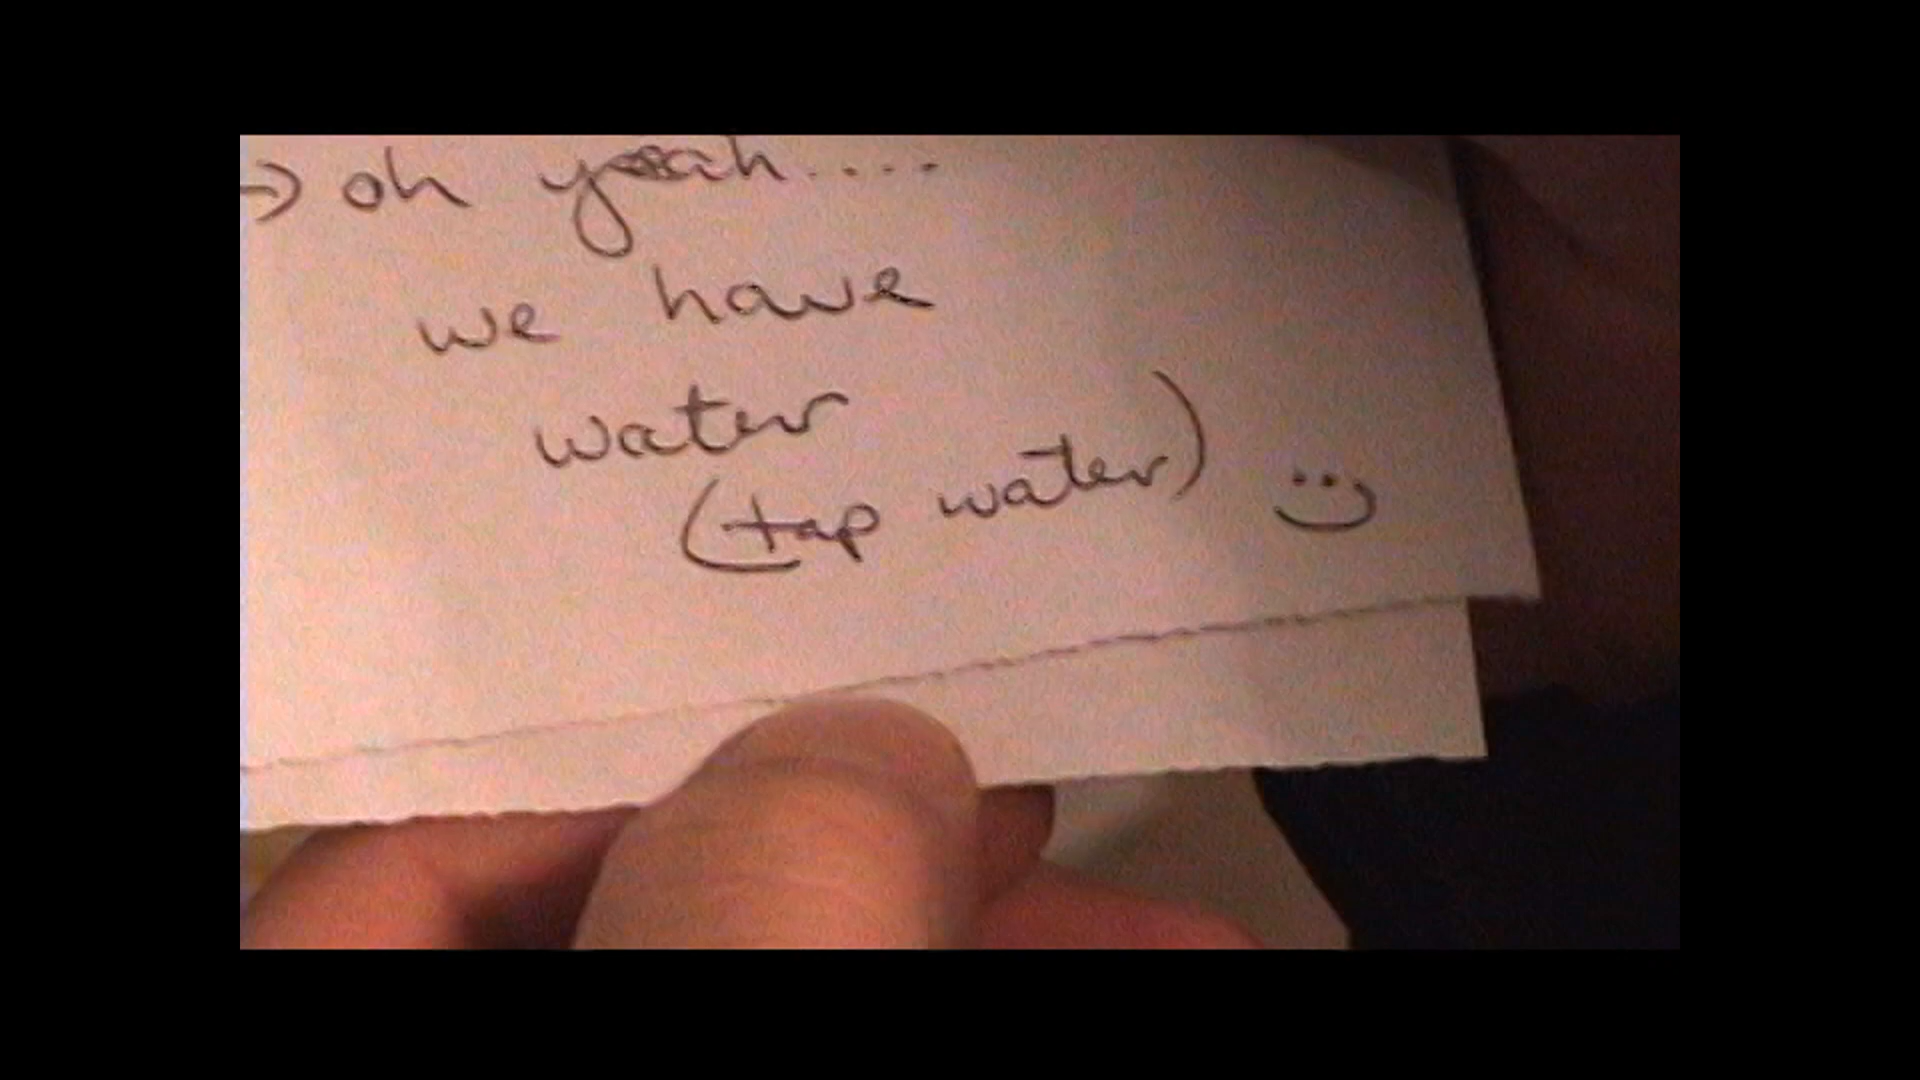 → oh yeah....
we have
water
(tap water) :)